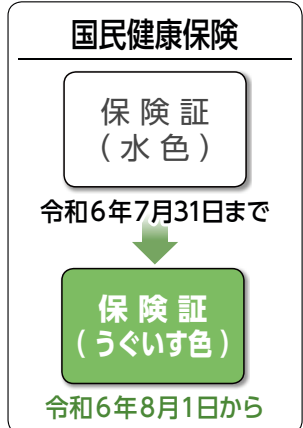 国民健康保険
保険証
(水色)
令和6年7月31日まで
保険証
(うぐいす色)
令和6年8月1日から